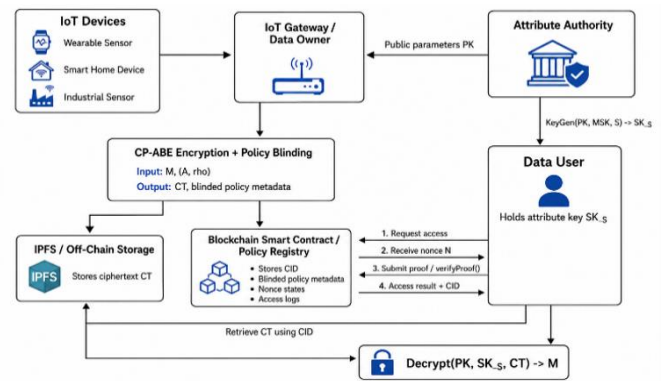 IoT Devices
Wearable Sensor
Smart Home Device
Industrial Sensor
IoT Gateway /
Data Owner
Public parameters PK
Attribute Authority
KeyGen(PK, MSK, S) -> SK_S
CP-ABE Encryption + Policy Blinding
Input: M, (A, rho)
Output: CT, blinded policy metadata
Data User
Holds attribute key SK_S
IPFS / Off-Chain Storage
IPFS
Stores ciphertext CT
Blockchain Smart Contract /
Policy Registry
• Stores CID
• Blinded policy metadata
• Nonce states
• Access logs
1. Request access
2. Receive nonce N
3. Submit proof / verifyProof()
4. Access result + CID
Retrieve CT using CID
Decrypt(PK, SK_S, CT) -> M